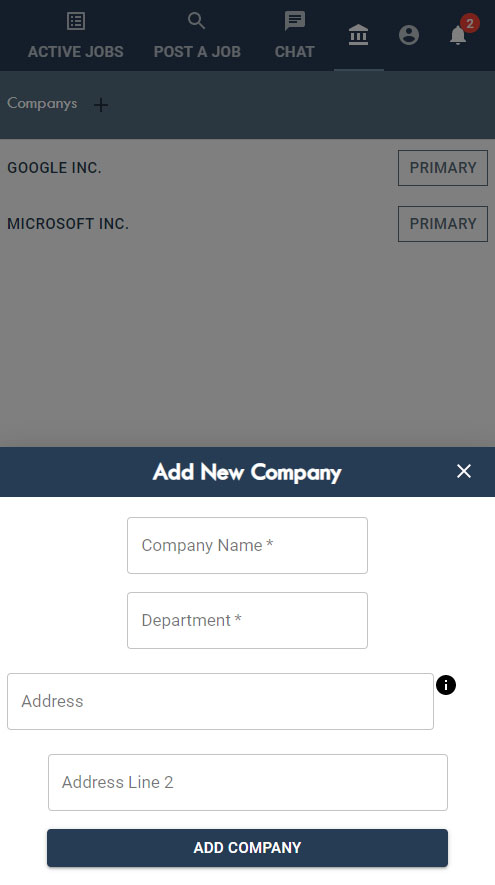 2
ACTIVE JOBS POST A JOB CHAT
Companys +
GOOGLE INC. PRIMARY
MICROSOFT INC. PRIMARY
Add New Company
Company Name *
Department *
Address
Address Line 2
ADD COMPANY